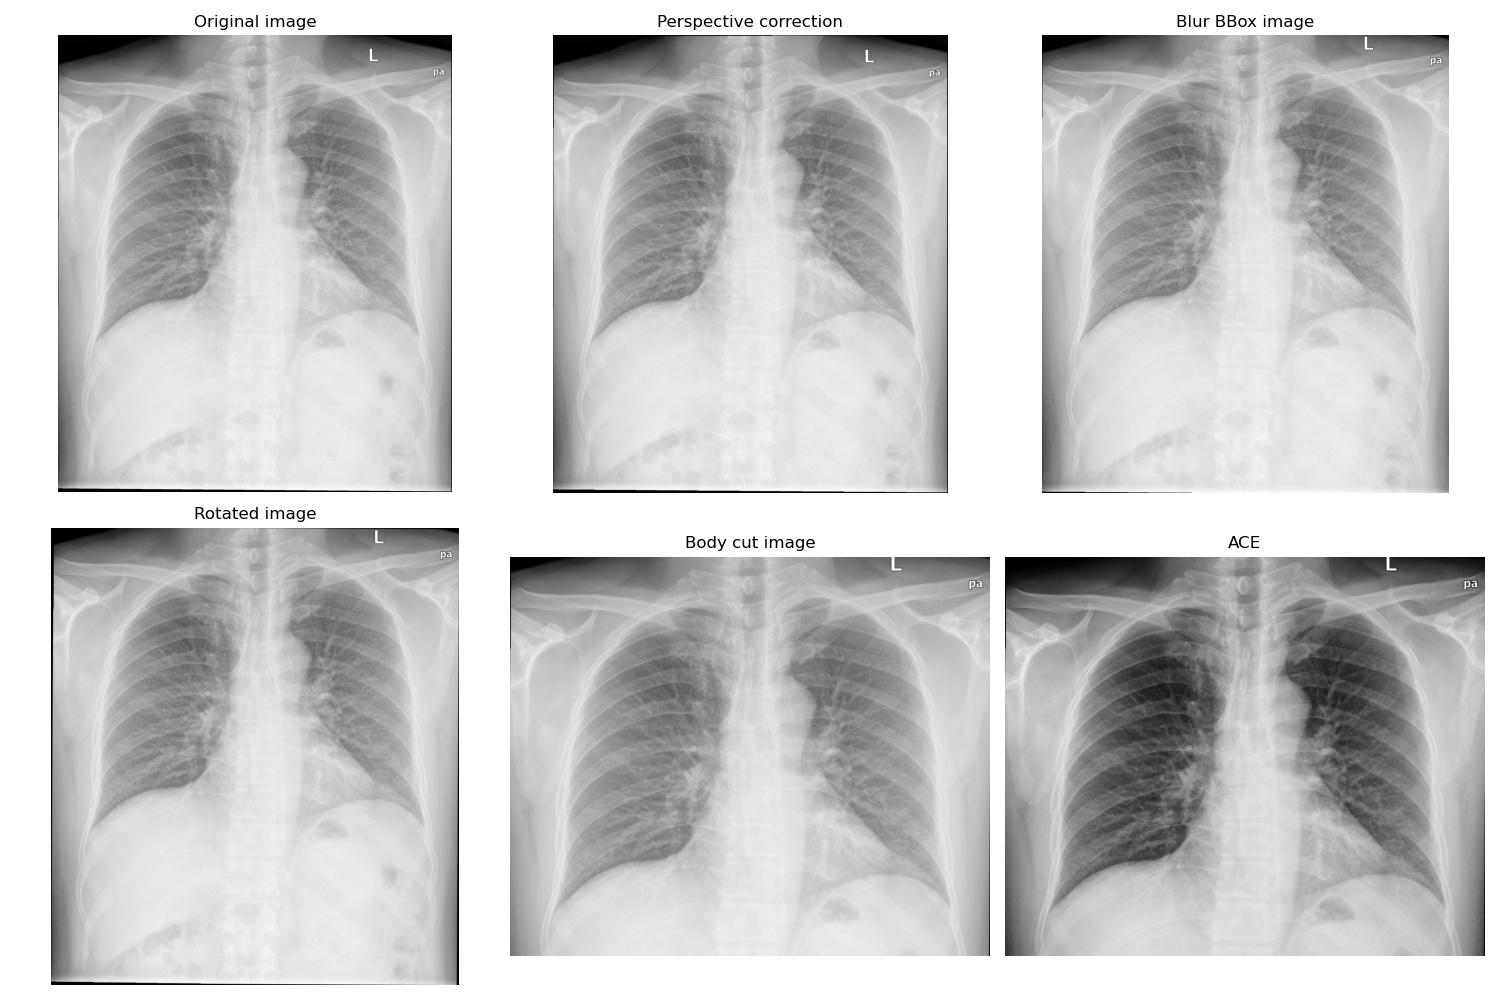 Original image
Perspective correction
Blur BBox image
L
L
L
pa
pa
pa
Rotated image
L
pa
Body cut image
ACE
L
L
pa
pa